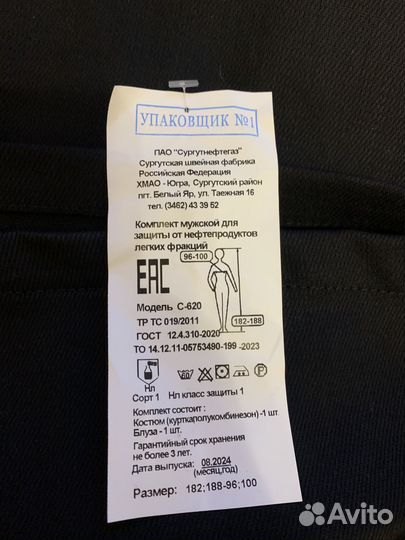 УПАКОВЩИК №1
ПАО "Сургутнефтегаз"
Сургутская швейная фабрика
Российская Федерация
ХМАО - Югра, Сургутский район
пгт. Белый Яр, ул. Таежная 16
тел. (3462) 43 39 52
Комплект мужской для
защиты от нефтепродуктов
легких фракций
96-100
EAC
Модель С-620
182-188
ТР ТС 019/2011
ГОСТ 12.4.310-2020
ТО 14.12.11-05753490-199 -2023
Нл
Сорт 1 Нл класс защиты 1
Комплект состоит :
Костюм (куртка,полукомбинезон) -1 шт.
Блуза - 1 шт.
Гарантийный срок хранения
не более 3 лет.
Дата выпуска: 08.2024
(месяц,год)
Размер: 182;188-96;100
Avito